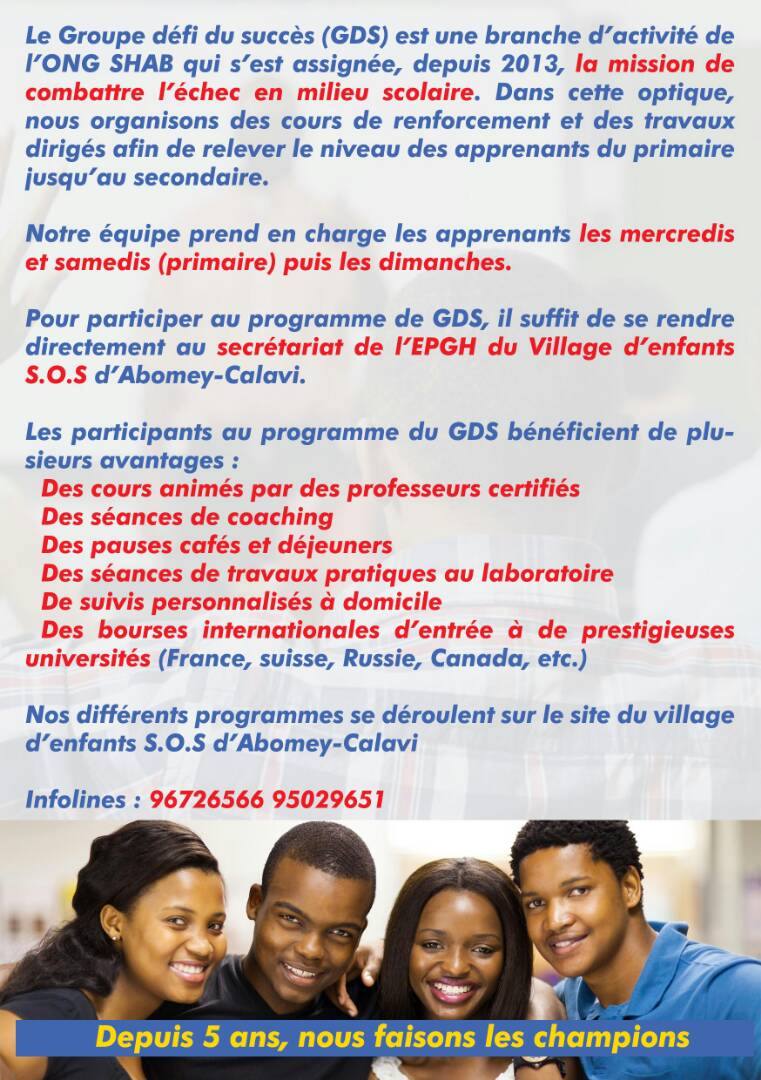 Le Groupe défi du succès (GDS) est une branche d'activité de
l'ONG SHAB qui s'est assignée, depuis 2013, la mission de
combattre l'échec en milieu scolaire. Dans cette optique,
nous organisons des cours de renforcement et des travaux
dirigés afin de relever le niveau des apprenants du primaire
jusqu'au secondaire.
Notre équipe prend en charge les apprenants les mercredis
et samedis (primaire) puis les dimanches.
Pour participer au programme de GDS, il suffit de se rendre
directement au secrétariat de l'EPGH du Village d'enfants
S.O.S d'Abomey-Calavi.
Les participants au programme du GDS bénéficient de plu-
sieurs avantages :
Des cours animés par des professeurs certifiés
Des séances de coaching
Des pauses cafés et déjeuners
Des séances de travaux pratiques au laboratoire
De suivis personnalisés à domicile
Des bourses internationales d'entrée à de prestigieuses
universités (France, suisse, Russie, Canada, etc.)
Nos différents programmes se déroulent sur le site du village
d'enfants S.O.S d'Abomey-Calavi
Infolines : 96726566 95029651
Depuis 5 ans, nous faisons les champions